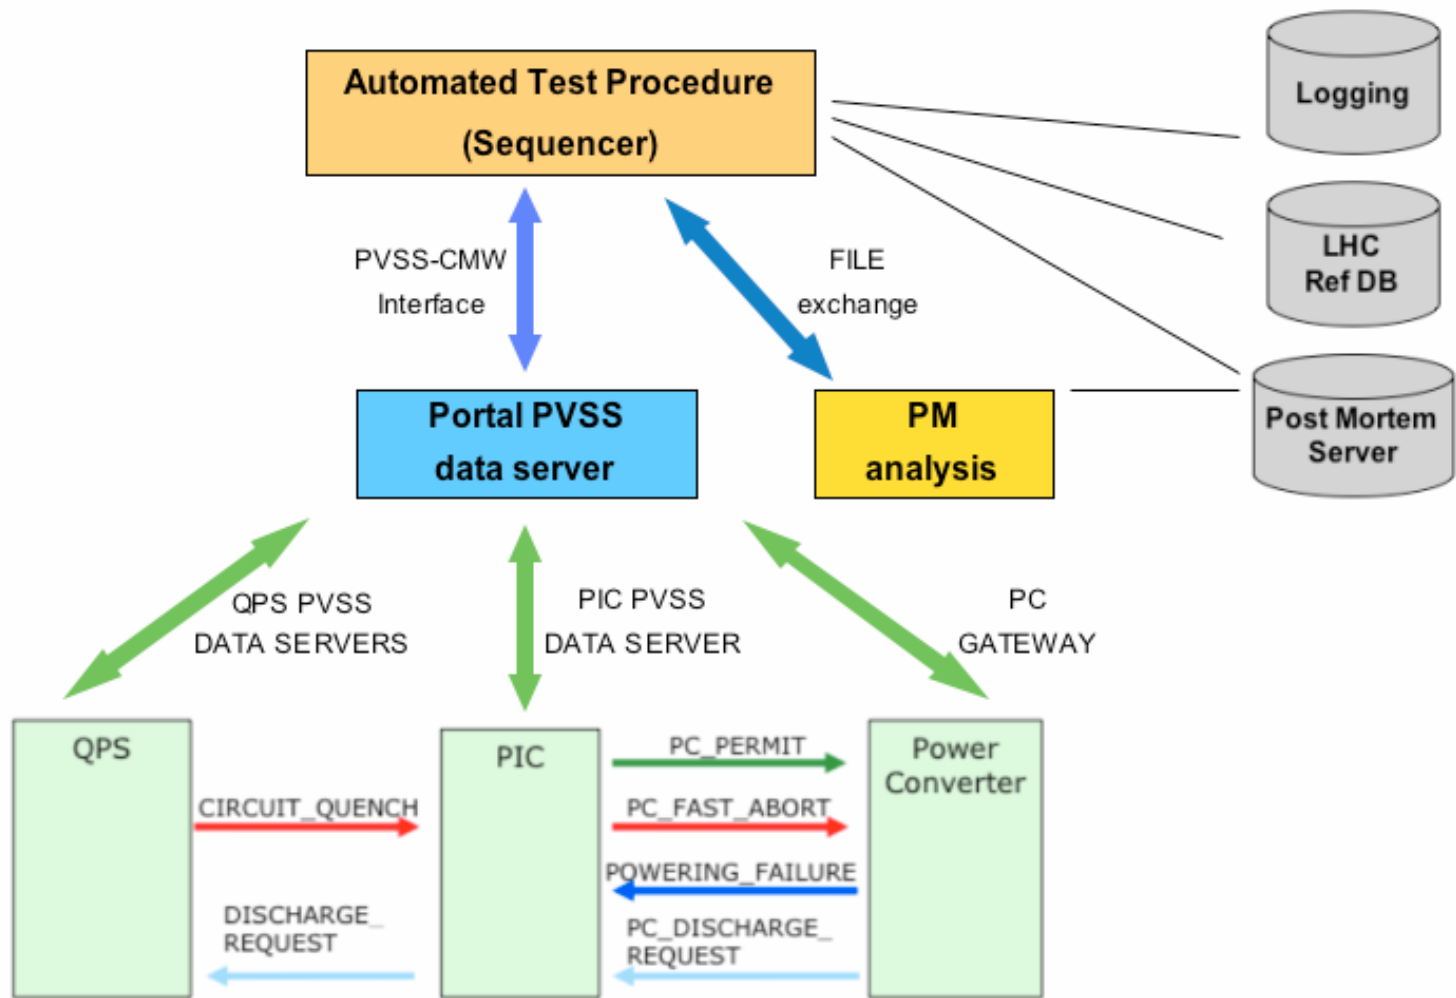 Automated Test Procedure
(Sequencer)
Logging
LHC
Ref DB
Post Mortem
Server
PVSS-CMW
Interface
FILE
exchange
Portal PVSS
data server
PM
analysis
QPS PVSS
DATA SERVERS
PIC PVSS
DATA SERVER
PC
GATEWAY
QPS
PIC
Power
Converter
CIRCUIT_QUENCH
DISCHARGE_
REQUEST
PC_PERMIT
PC_FAST_ABORT
POWERING_FAILURE
PC_DISCHARGE_
REQUEST